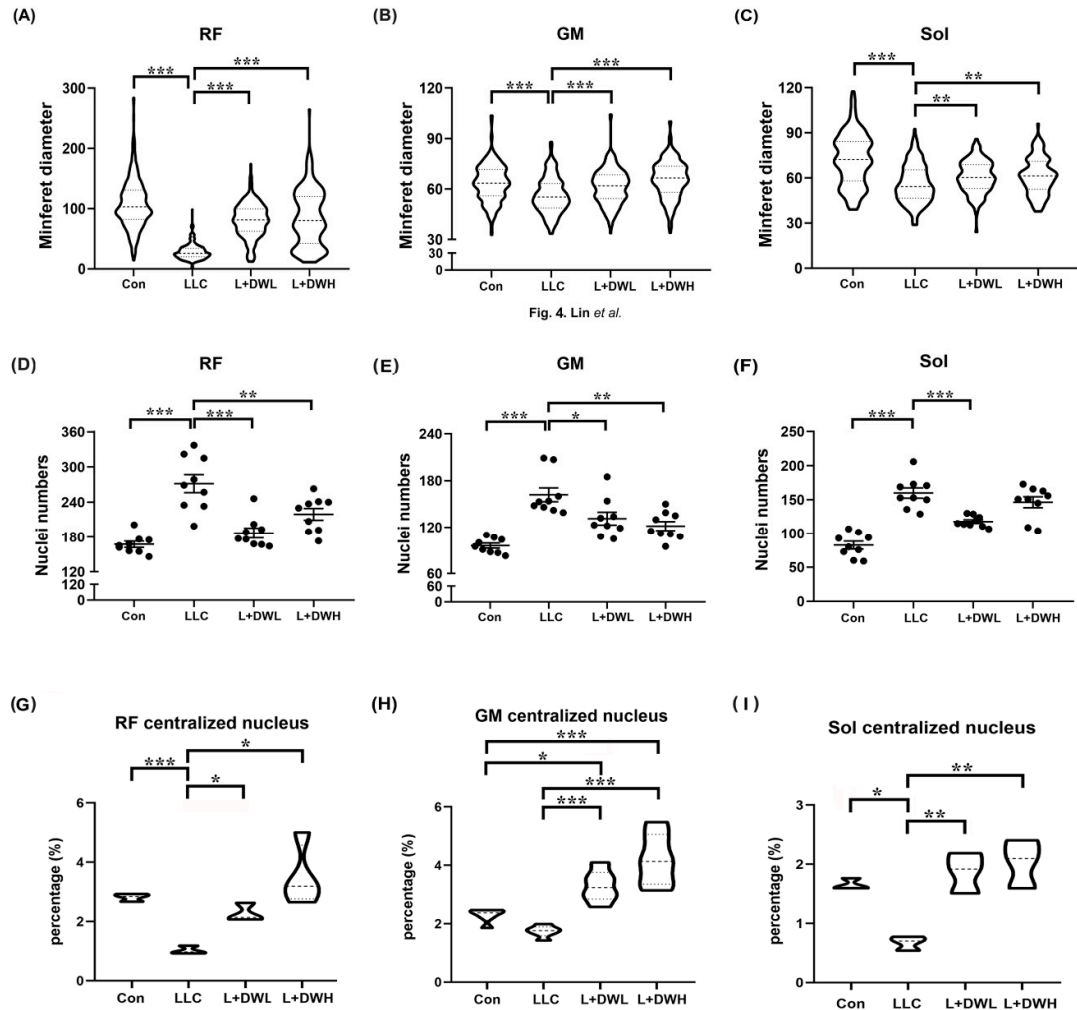 (A)
RF
***
***
***
Minferet diameter
300
200
100
0
Con LLC L+DWL L+DWH
(B)
GM
***
***
***
Minferet diameter
120
90
60
30
30
0
Con LLC L+DWL L+DWH
(C)
Sol
***
**
**
Minferet diameter
120
90
60
30
0
Con LLC L+DWL L+DWH
Fig. 4. Lin et al.
(D)
RF
**
***
***
Nuclei numbers
360
300
240
180
120
120
0
Con LLC L+DWL L+DWH
(E)
GM
**
***
*
Nuclei numbers
240
180
120
60
60
0
Con LLC L+DWL L+DWH
(F)
Sol
***
***
Nuclei numbers
250
200
150
100
50
0
Con LLC L+DWL L+DWH
(G)
RF centralized nucleus
*
***
*
percentage (%)
6
4
2
0
Con LLC L+DWL L+DWH
(H)
GM centralized nucleus
***
*
***
***
percentage (%)
6
4
2
0
Con LLC L+DWL L+DWH
(I)
Sol centralized nucleus
**
*
**
percentage (%)
3
2
1
0
Con LLC L+DWL L+DWH